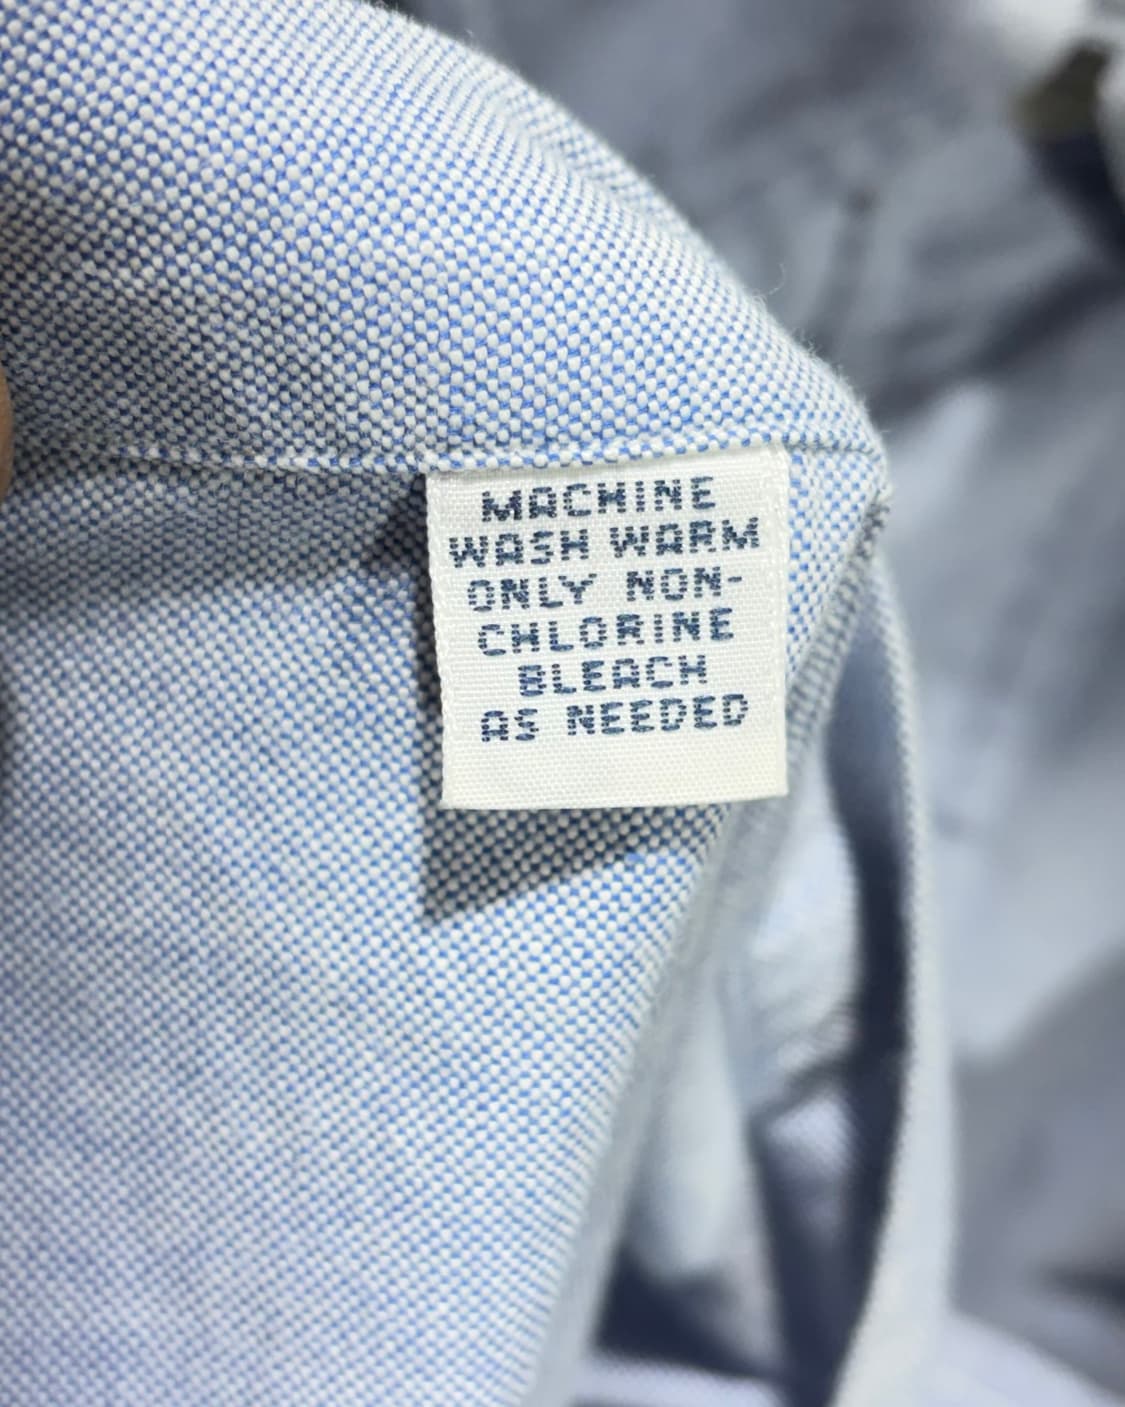 MACHINE
WASH WARM
ONLY NON-
CHLORINE
BLEACH
AS NEEDED